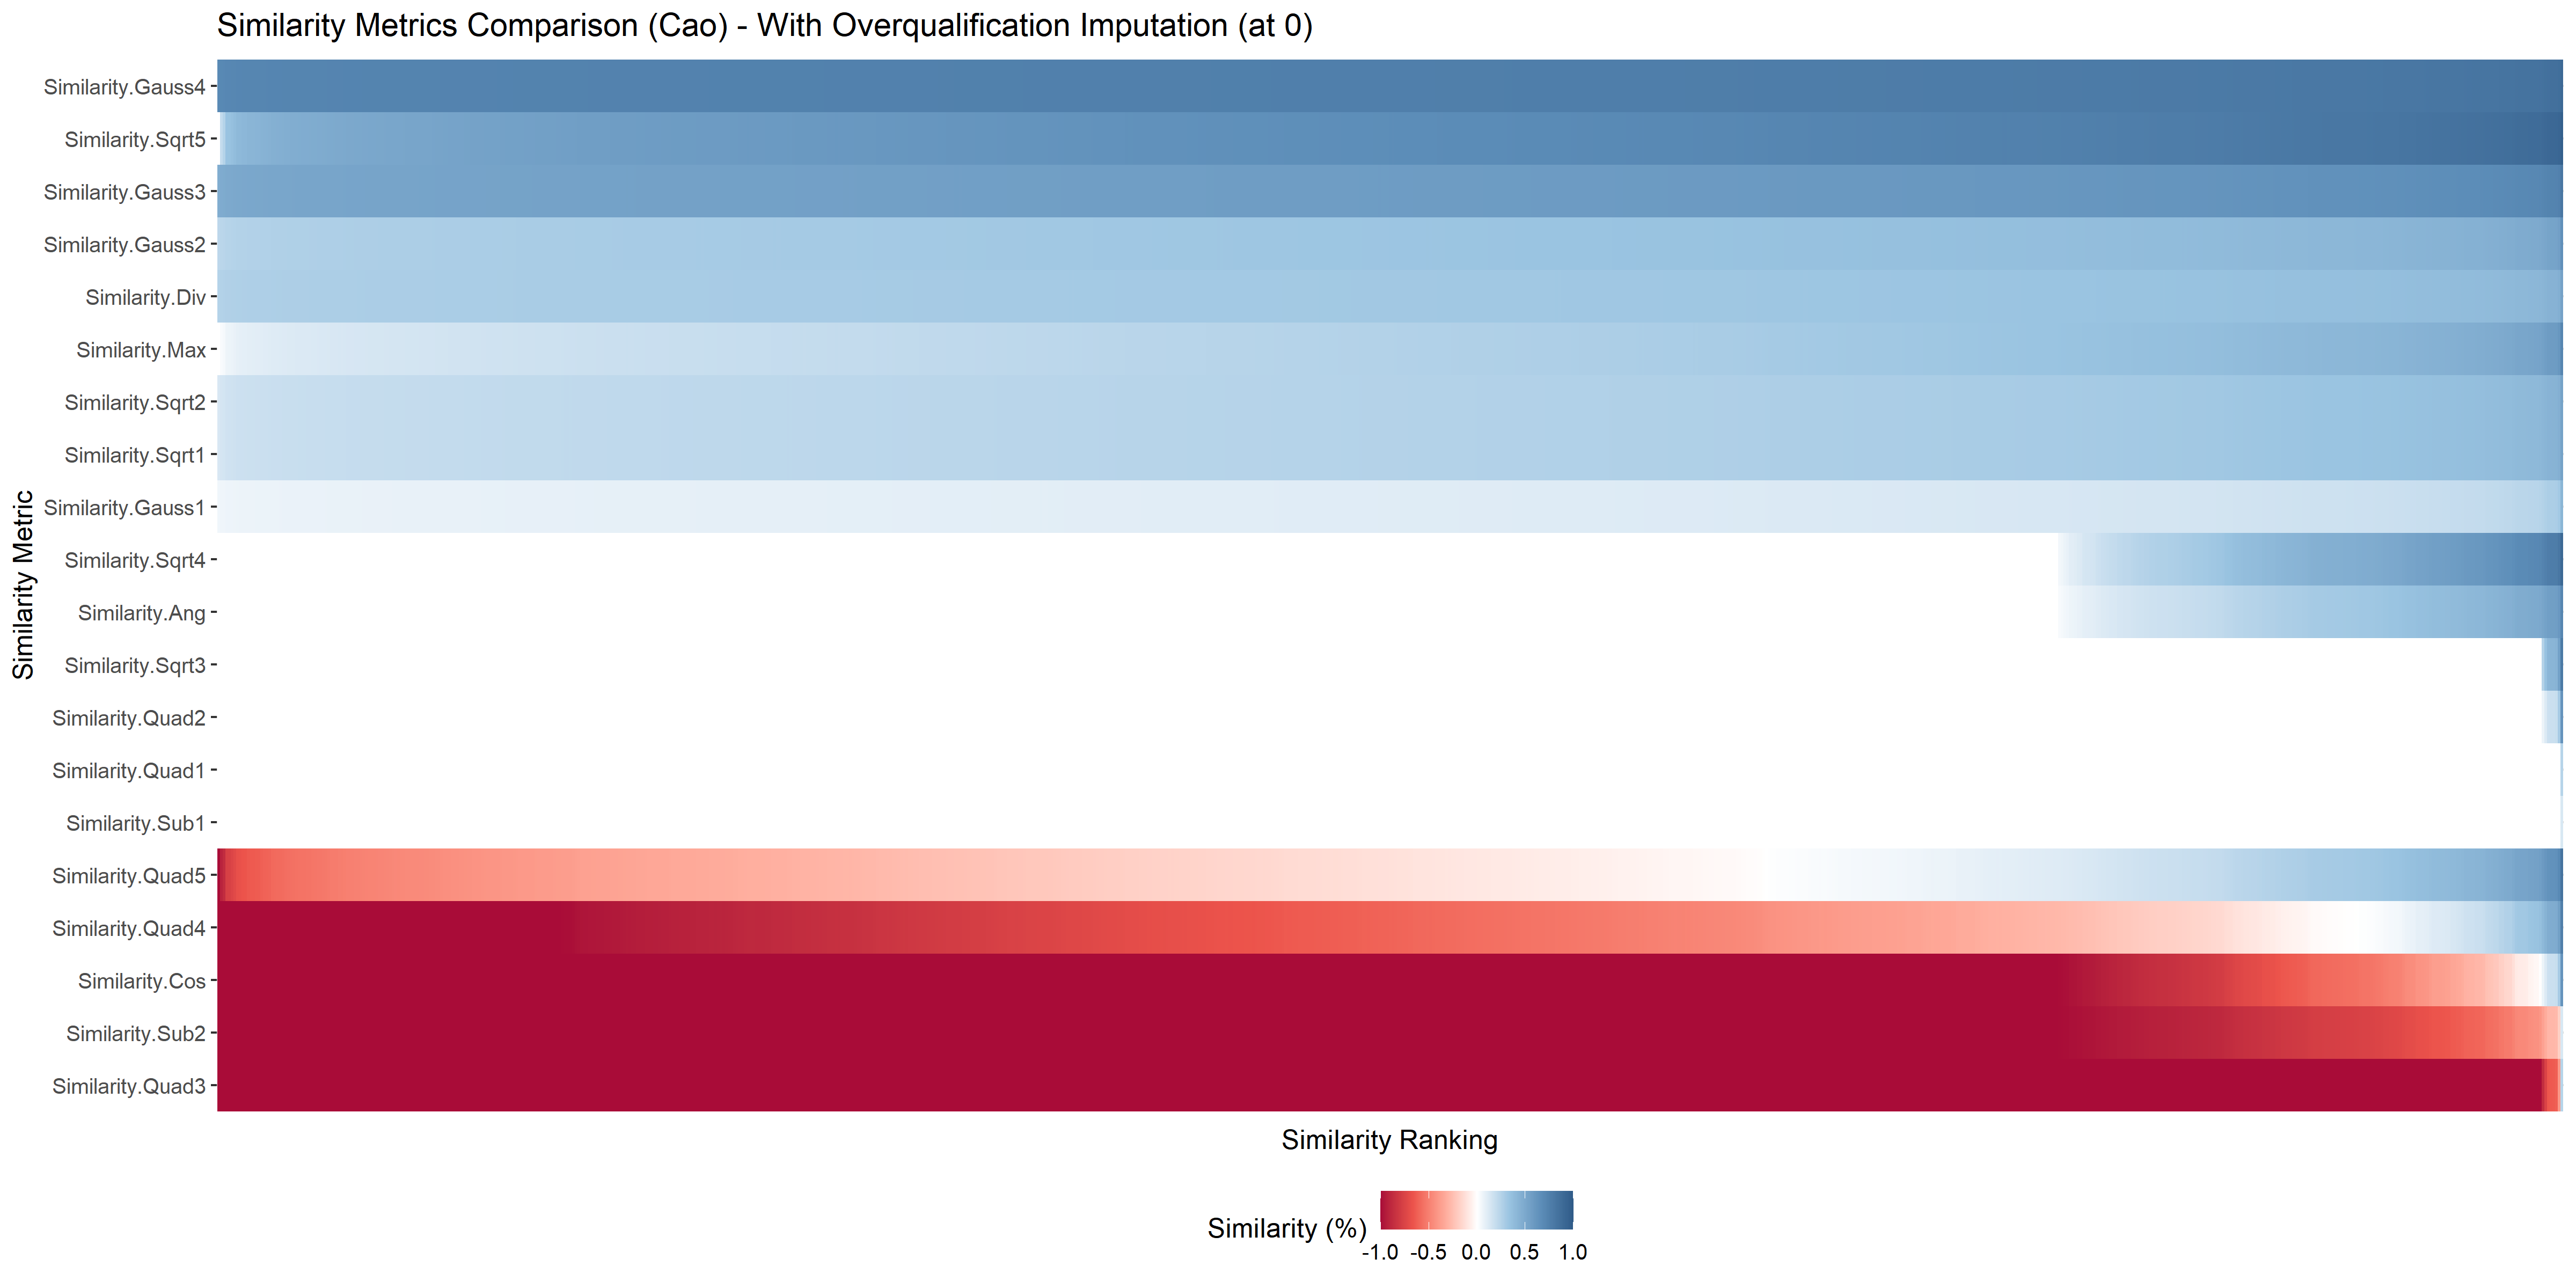 Similarity Metrics Comparison (Cao) - With Overqualification Imputation (at 0)
Similarity Metric
Similarity.Gauss4
Similarity.Sqrt5
Similarity.Gauss3
Similarity.Gauss2
Similarity.Div
Similarity.Max
Similarity.Sqrt2
Similarity.Sqrt1
Similarity.Gauss1
Similarity.Sqrt4
Similarity.Ang
Similarity.Sqrt3
Similarity.Quad2
Similarity.Quad1
Similarity.Sub1
Similarity.Quad5
Similarity.Quad4
Similarity.Cos
Similarity.Sub2
Similarity.Quad3
Similarity Ranking
Similarity (%)
-1.0 -0.5 0.0 0.5 1.0